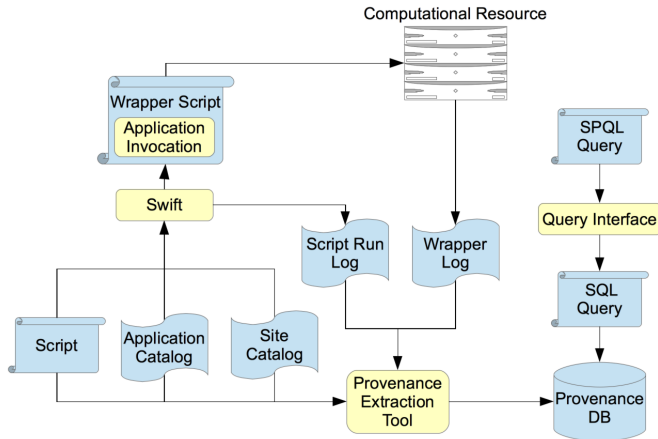 Computational Resource
Wrapper Script
Application
Invocation
SPQL
Query
Swift
Query Interface
Script Run
Log
Wrapper
Log
SQL
Query
Script
Application
Catalog
Site
Catalog
Provenance
Extraction
Tool
Provenance
DB